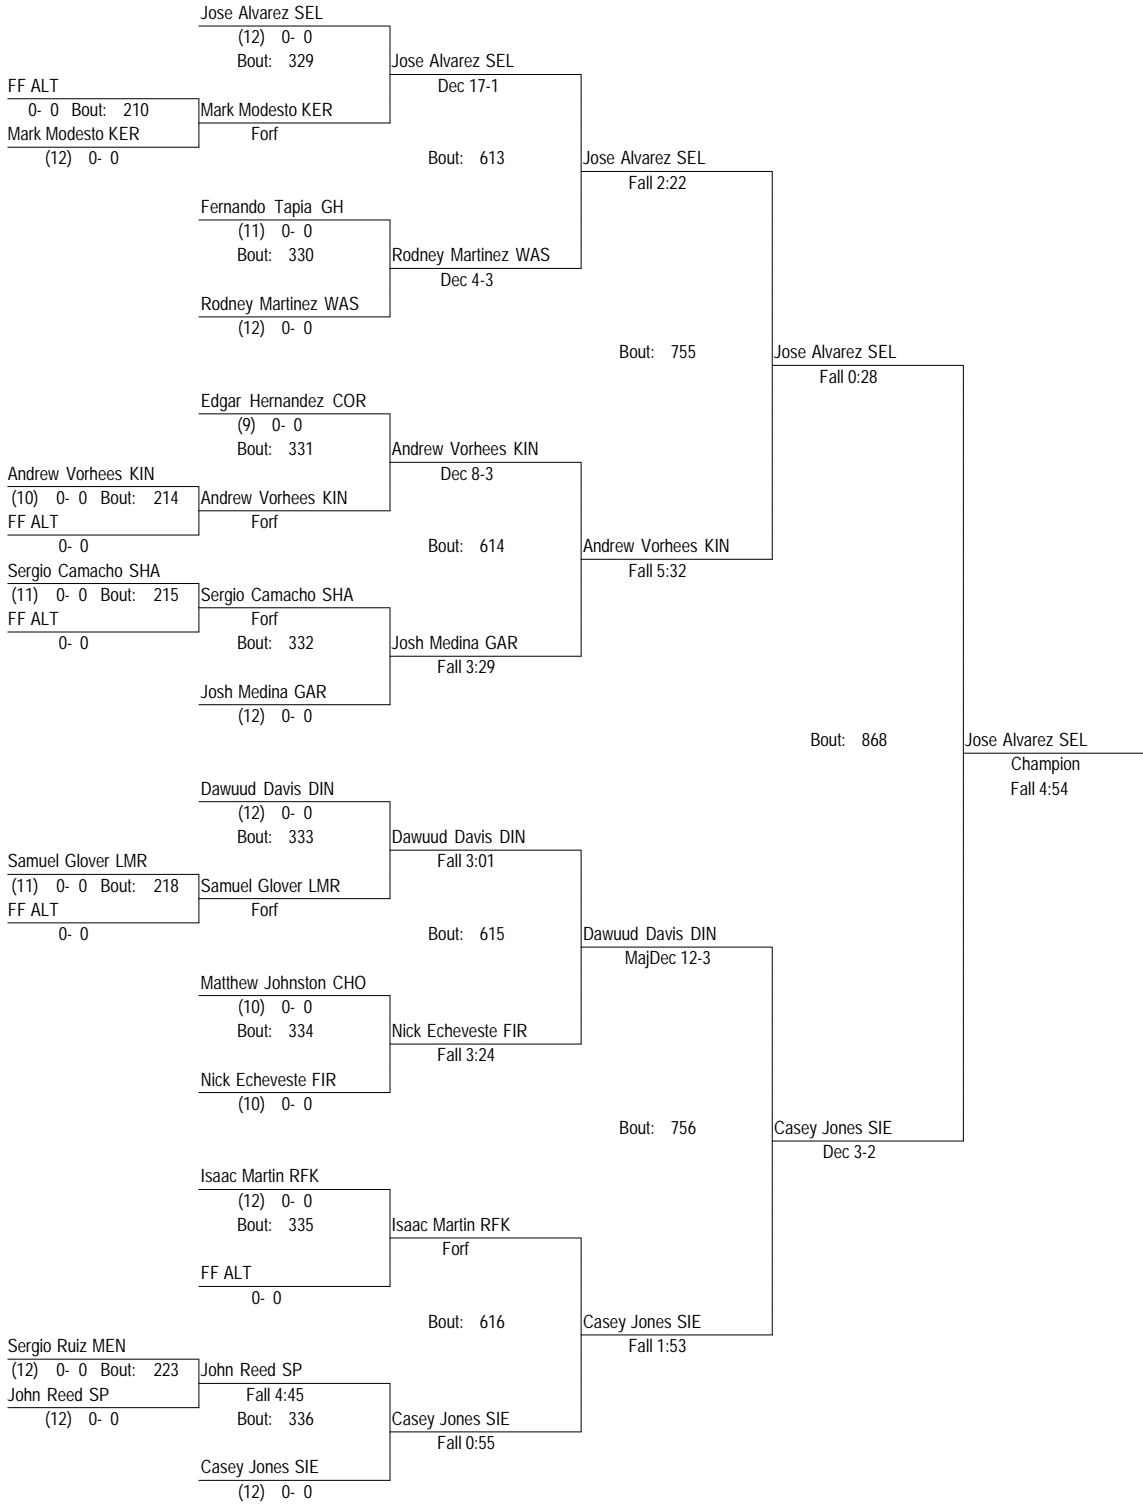 Jose Alvarez SEL
(12) 0- 0
Bout: 329
Jose Alvarez SEL
Dec 17-1
FF ALT
0- 0 Bout: 210
Mark Modesto KER
Forf
Mark Modesto KER
(12) 0- 0
Bout: 613
Jose Alvarez SEL
Fall 2:22
Fernando Tapia GH
(11) 0- 0
Bout: 330
Rodney Martinez WAS
Dec 4-3
Rodney Martinez WAS
(12) 0- 0
Bout: 755
Jose Alvarez SEL
Fall 0:28
Edgar Hernandez COR
(9) 0- 0
Bout: 331
Andrew Vorhees KIN
Dec 8-3
Andrew Vorhees KIN
(10) 0- 0 Bout: 214
Andrew Vorhees KIN
Forf
FF ALT
0- 0
Bout: 614
Andrew Vorhees KIN
Fall 5:32
Sergio Camacho SHA
(11) 0- 0 Bout: 215
Sergio Camacho SHA
Forf
FF ALT
0- 0
Bout: 332
Josh Medina GAR
Fall 3:29
Josh Medina GAR
(12) 0- 0
Bout: 868
Jose Alvarez SEL
Champion
Fall 4:54
Dawuud Davis DIN
(12) 0- 0
Bout: 333
Dawuud Davis DIN
Fall 3:01
Samuel Glover LMR
(11) 0- 0 Bout: 218
Samuel Glover LMR
Forf
FF ALT
0- 0
Bout: 615
Dawuud Davis DIN
MajDec 12-3
Matthew Johnston CHO
(10) 0- 0
Bout: 334
Nick Echeveste FIR
Fall 3:24
Nick Echeveste FIR
(10) 0- 0
Bout: 756
Casey Jones SIE
Dec 3-2
Isaac Martin RFK
(12) 0- 0
Bout: 335
Isaac Martin RFK
Forf
FF ALT
0- 0
Bout: 616
Casey Jones SIE
Fall 1:53
Sergio Ruiz MEN
(12) 0- 0 Bout: 223
John Reed SP
Fall 4:45
John Reed SP
(12) 0- 0
Bout: 336
Casey Jones SIE
Fall 0:55
Casey Jones SIE
(12) 0- 0